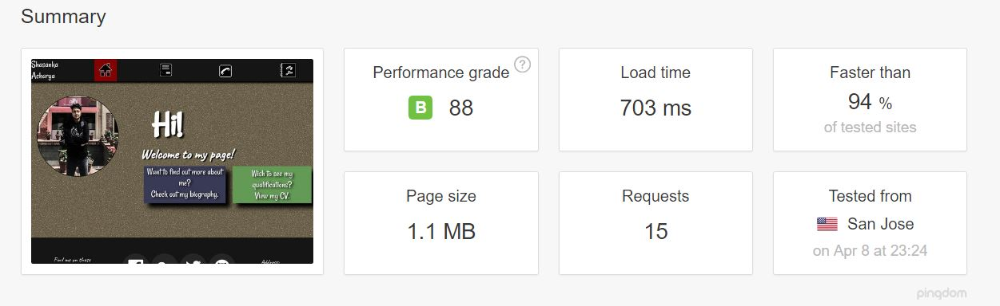 Summary
Shasanka
Acharya
Hi!
Welcome to my page!
Want to find out more about
me?
Check out my biography.
Wish to see my
qualifications?
View my CV.
Find me on these
Address:
Performance grade ?
B 88
Load time
703 ms
Faster than
94 %
of tested sites
Page size
1.1 MB
Requests
15
Tested from
San Jose
on Apr 8 at 23:24
pingdom